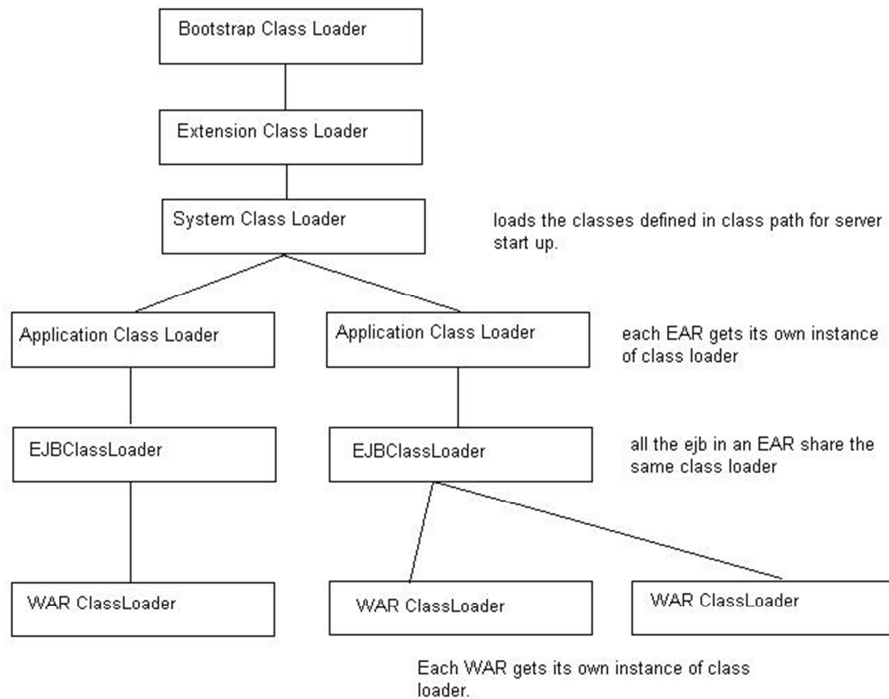 Bootstrap Class Loader
Extension Class Loader
System Class Loader
loads the classes defined in class path for server
start up.
Application Class Loader
Application Class Loader
each EAR gets its own instance
of class loader
EJBClassLoader
EJBClassLoader
all the ejb in an EAR share the
same class loader
WAR ClassLoader
WAR ClassLoader
WAR ClassLoader
Each WAR gets its own instance of class
loader.